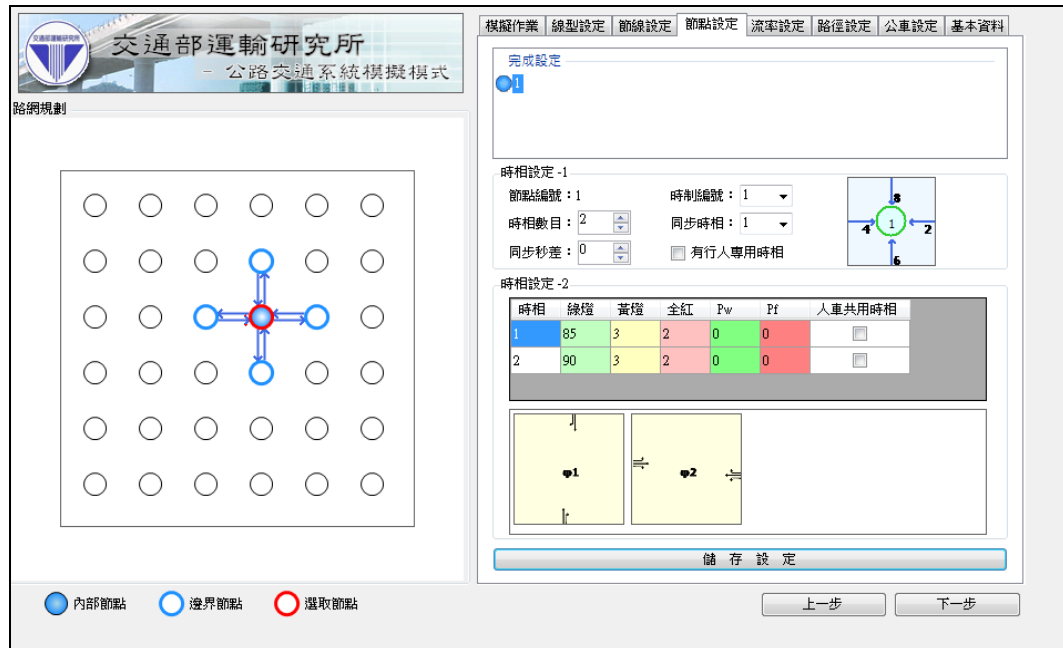 交通部運輸研究所
- 公路交通系統模擬模式
路網規劃
內部節點
邊界節點
選取節點
模擬作業 線型設定 節線設定 節點設定 流率設定 路徑設定 公車設定 基本資料
完成設定
1
時相設定 -1
節點編號：1
時制編號：1
時相數目：2
同步時相：1
同步秒差：0
有行人專用時相
8
4 1 2
6
時相設定 -2
時相 綠燈 黃燈 全紅 Pw Pf 人車共用時相
1 85 3 2 0 0
2 90 3 2 0 0
φ1 φ2
儲 存 設 定
上一步 下一步